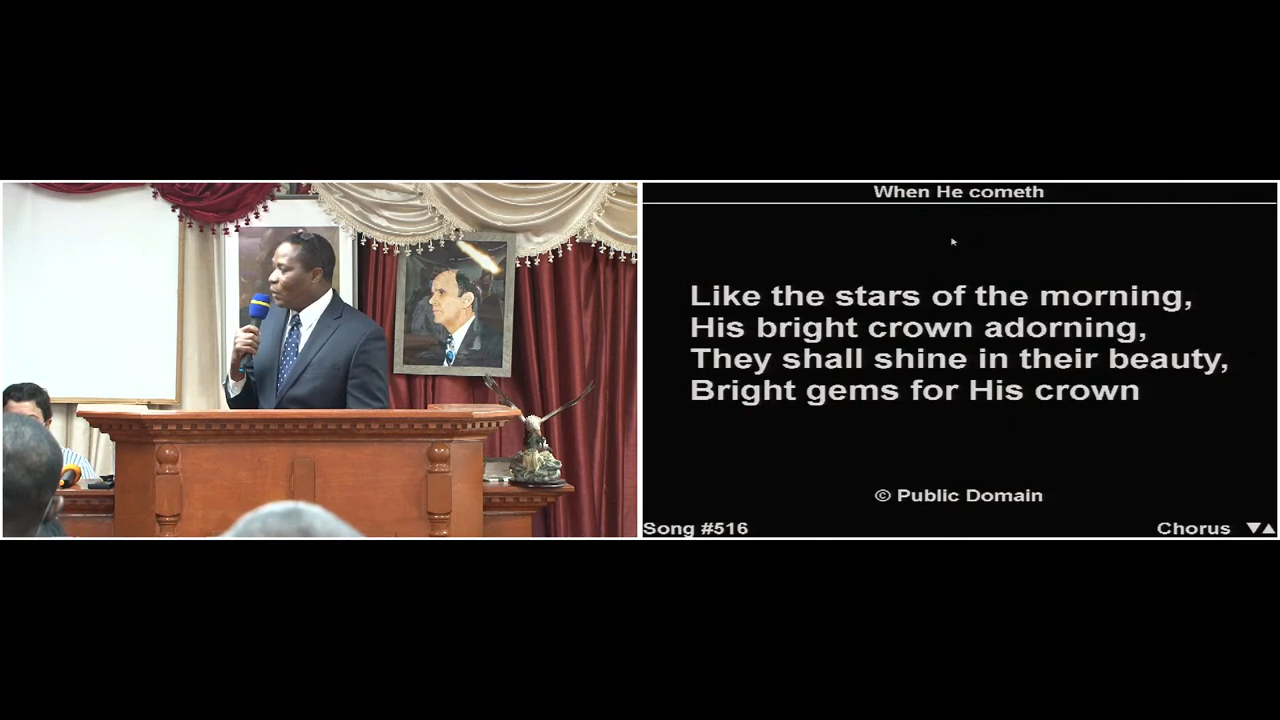 When He cometh
Like the stars of the morning,
His bright crown adorning,
They shall shine in their beauty,
Bright gems for His crown
© Public Domain
Song #516
Chorus ▼▲